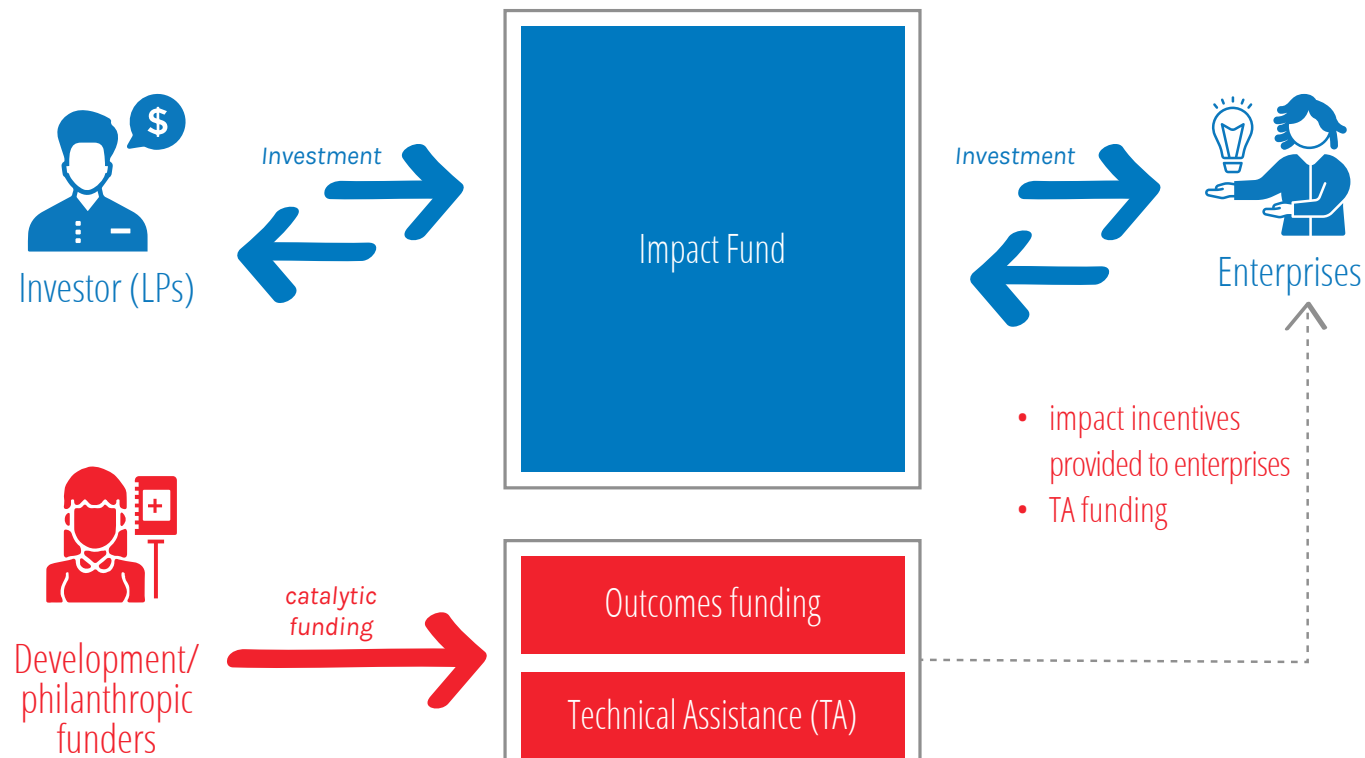 $
Investment
Investor (LPs)
Impact Fund
Investment
Enterprises
• impact incentives
provided to enterprises
• TA funding
Development/
philanthropic
funders
catalytic
funding
Outcomes funding
Technical Assistance (TA)